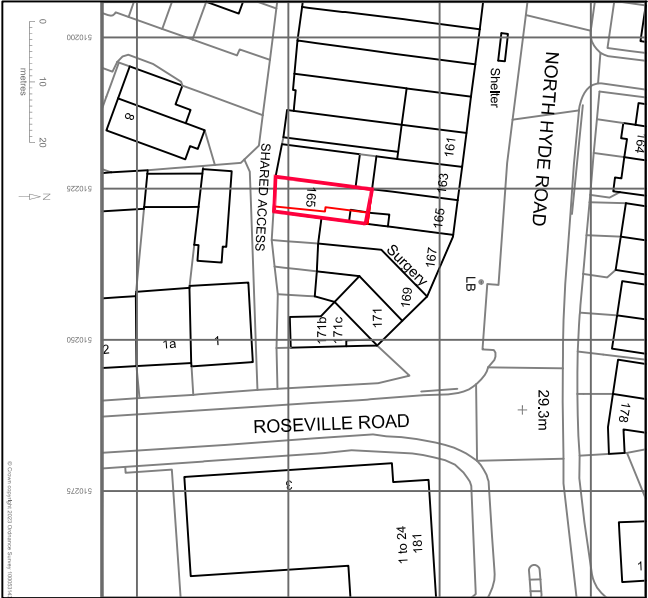 0
10
20
metres
N
510200
510225
510250
510275
8
SHARED ACCESS
165
2
1a
1
161
163
165
167
Surgery
169
171
171c
171b
Shelter
NORTH HYDE ROAD
LB
164
29.3m
178
ROSEVILLE ROAD
3
1 to 24
181
1